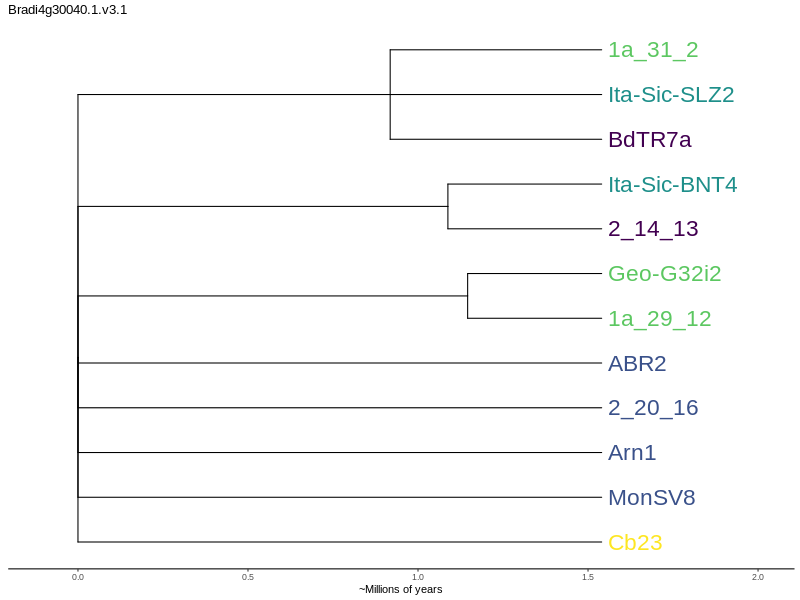 Bradi4g30040.1.v3.1
1a_31_2
Ita-Sic-SLZ2
BdTR7a
Ita-Sic-BNT4
2_14_13
Geo-G32i2
1a_29_12
ABR2
2_20_16
Arn1
MonSV8
Cb23
0.0 0.5 1.0 1.5 2.0
~Millions of years